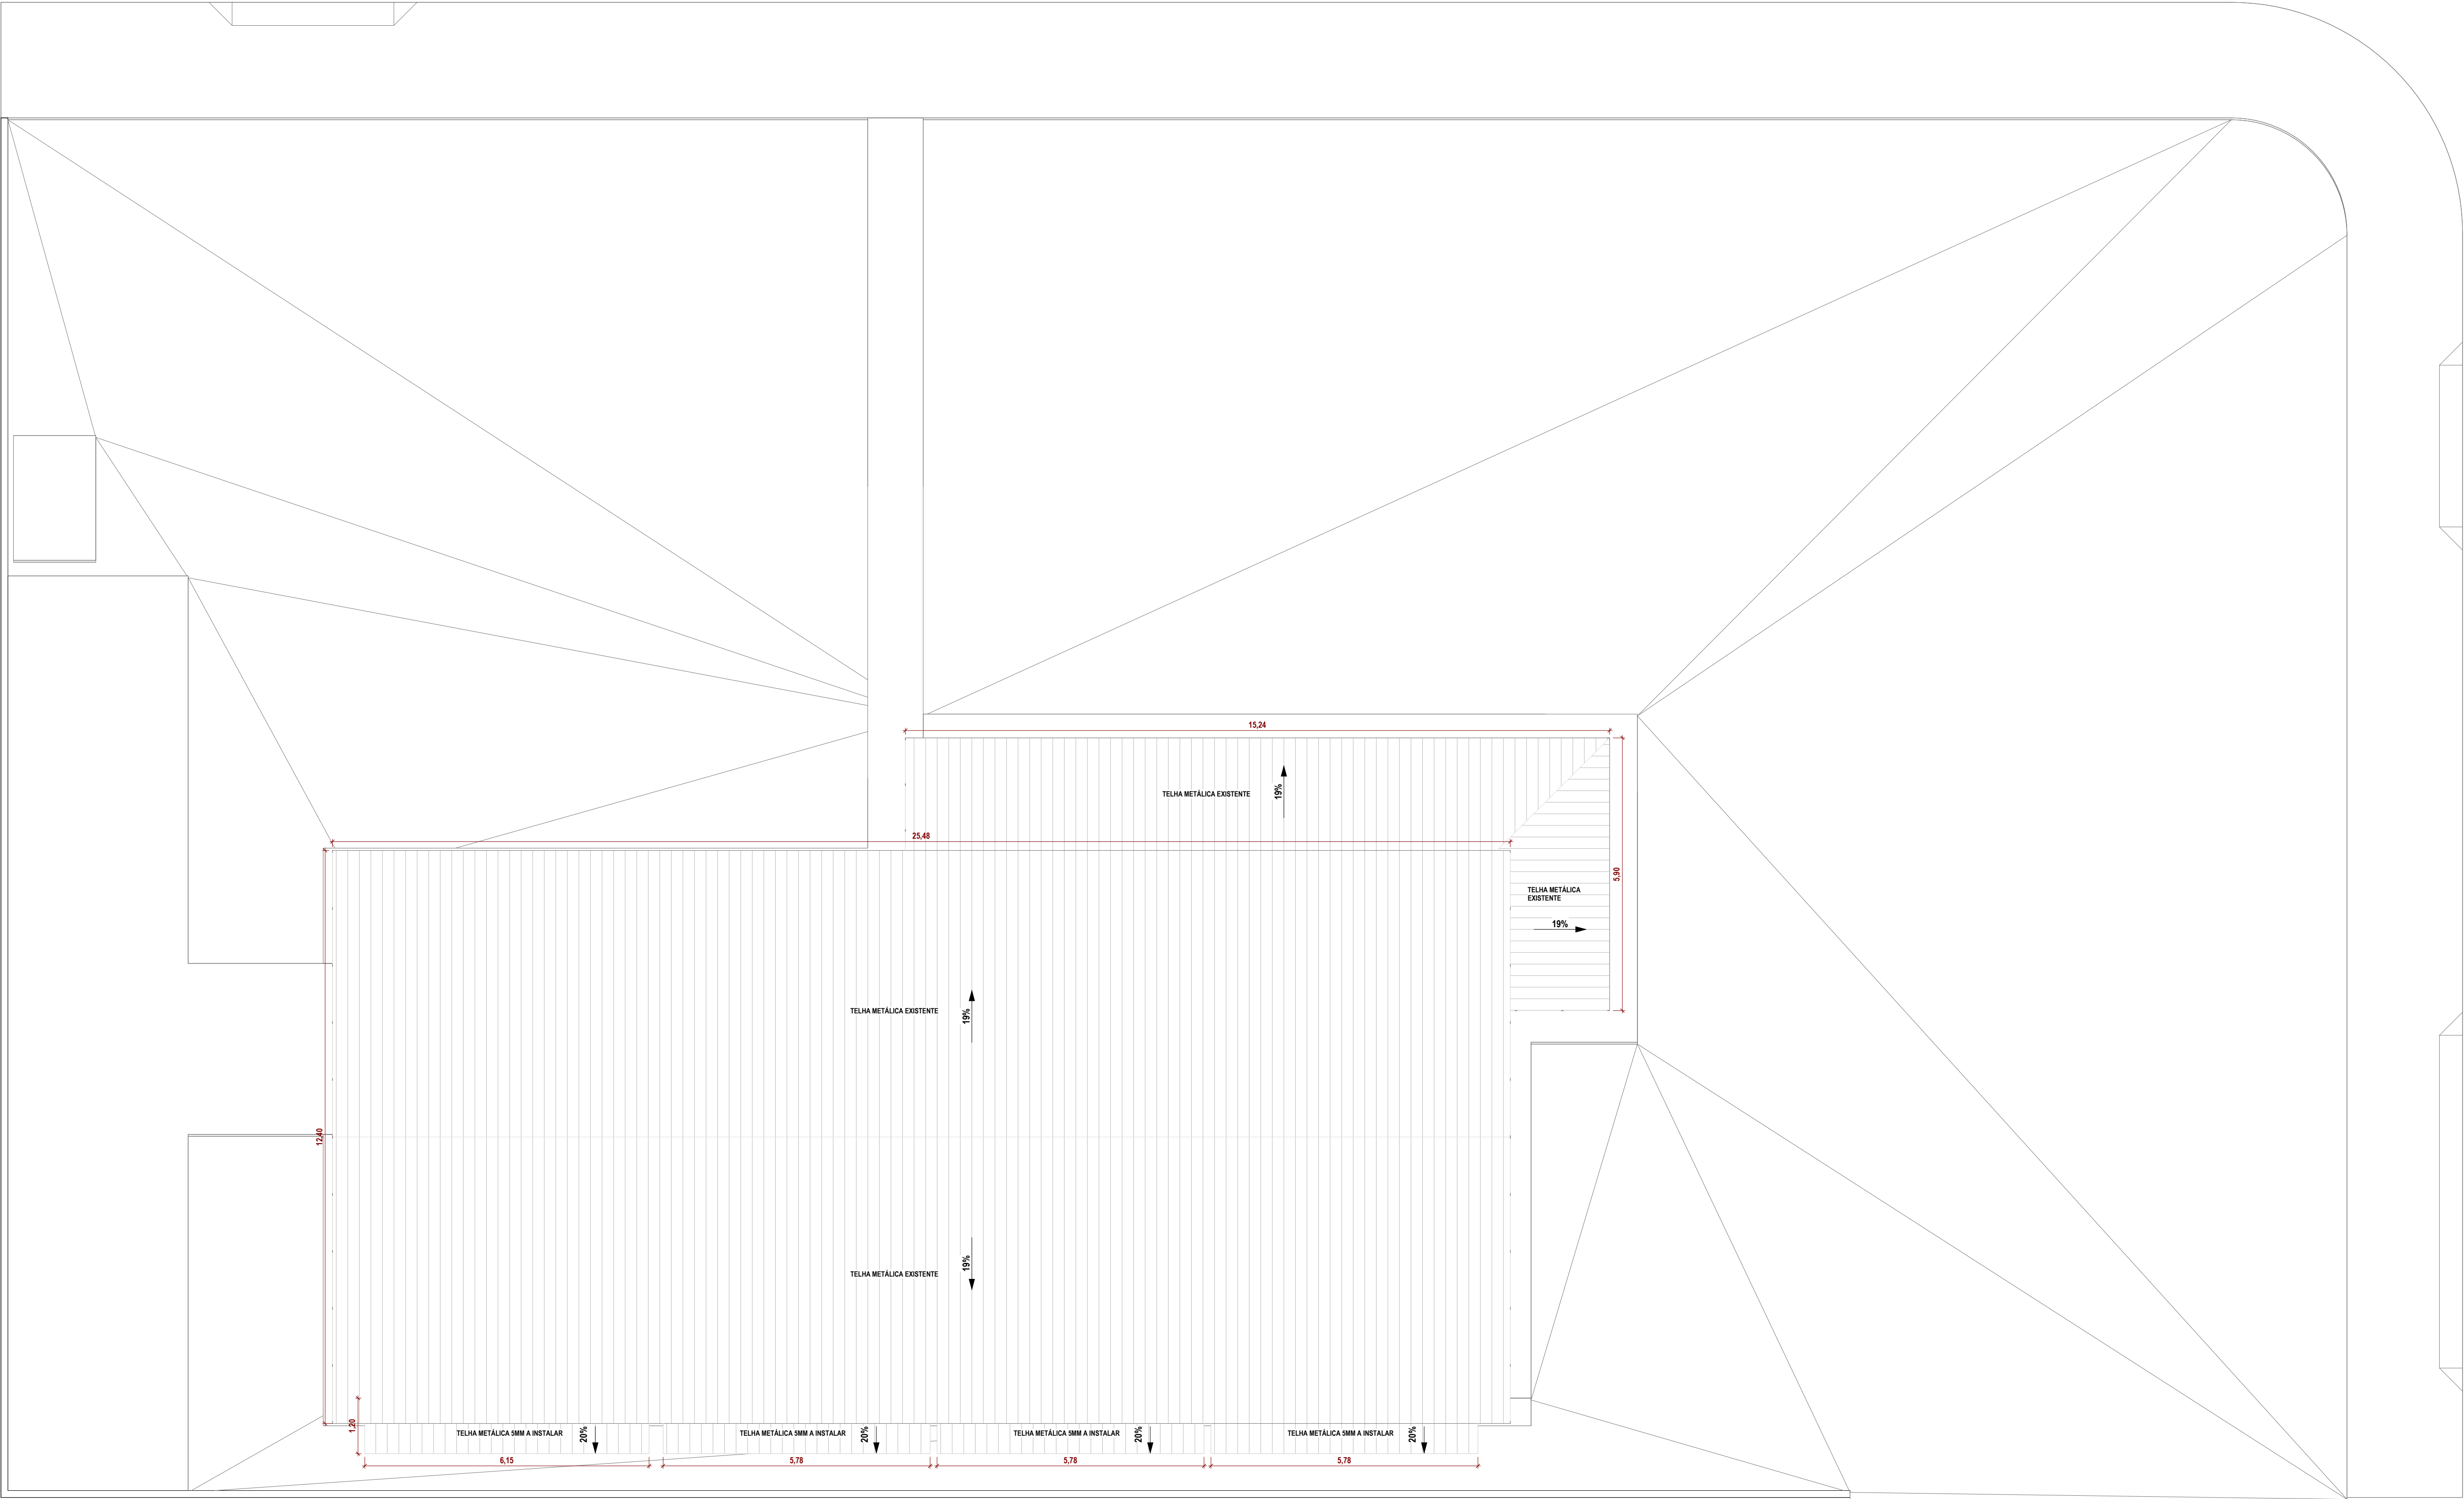 15,24
TELHA METÁLICA EXISTENTE
19%
25,48
5,90
TELHA METÁLICA
EXISTENTE
19%
TELHA METÁLICA EXISTENTE
19%
12,40
TELHA METÁLICA EXISTENTE
19%
1,20
TELHA METÁLICA 5MM A INSTALAR
20%
TELHA METÁLICA 5MM A INSTALAR
20%
TELHA METÁLICA 5MM A INSTALAR
20%
TELHA METÁLICA 5MM A INSTALAR
20%
6,15
5,78
5,78
5,78